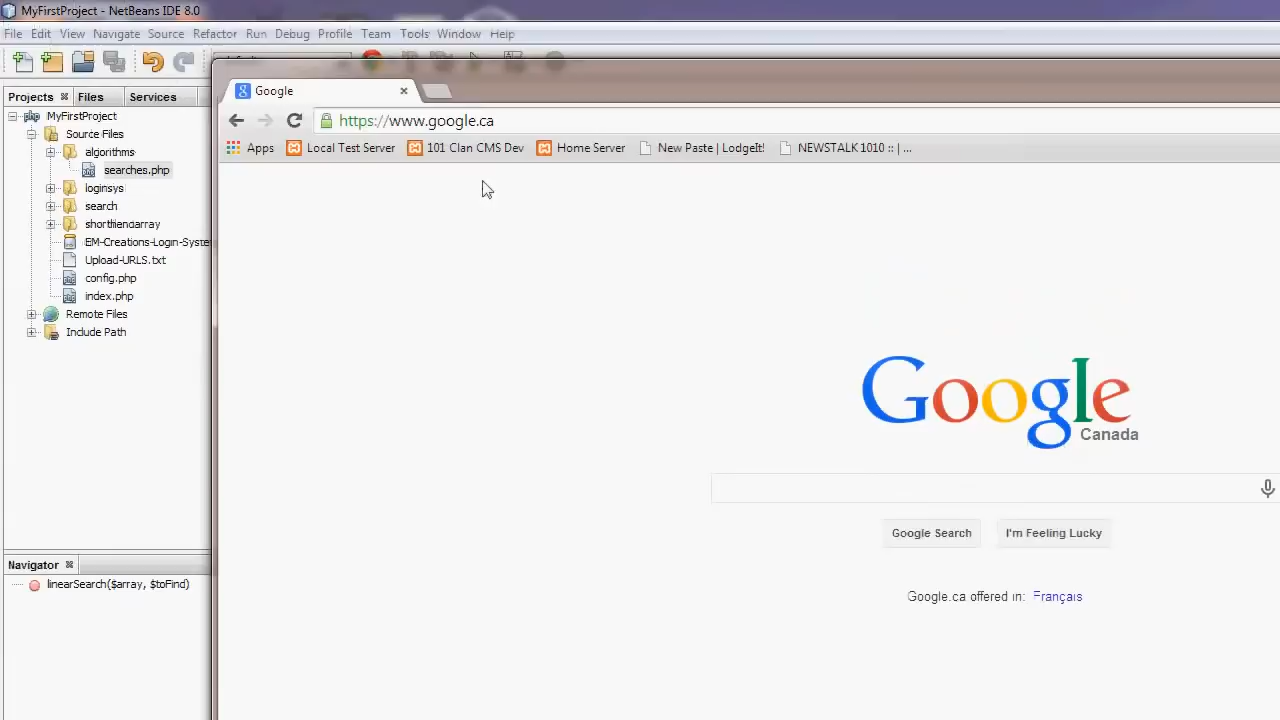 MyFirstProject - NetBeans IDE 8.0
File Edit View Navigate Source Refactor Run Debug Profile Team Tools Window Help
Projects Files Services
Google
https://www.google.ca
Apps Local Test Server 101 Clan CMS Dev Home Server New Paste | LodgeIt! NEWSTALK 1010 :: | ...
MyFirstProject
Source Files
algorithms
searches.php
loginsys
search
shorthendarray
EM-Creations-Login-Syste
Upload-URLS.txt
config.php
index.php
Remote Files
Include Path
Google
Canada
Google Search I'm Feeling Lucky
Google.ca offered in: Français
Navigator
linearSearch($array, $toFind)